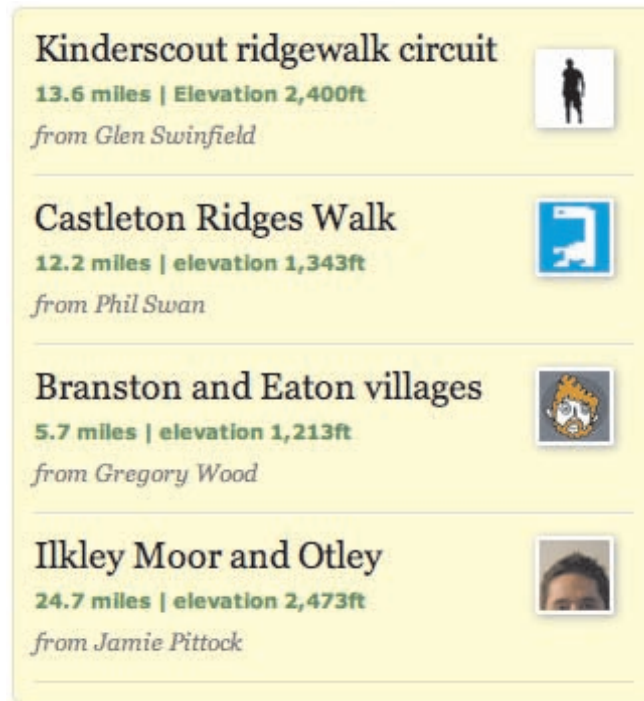 Kinderscout ridgewalk circuit
13.6 miles | Elevation 2,400ft
from Glen Swinfield
Castleton Ridges Walk
12.2 miles | elevation 1,343ft
from Phil Swan
Branston and Eaton villages
5.7 miles | elevation 1,213ft
from Gregory Wood
Ilkley Moor and Otley
24.7 miles | elevation 2,473ft
from Jamie Pittock